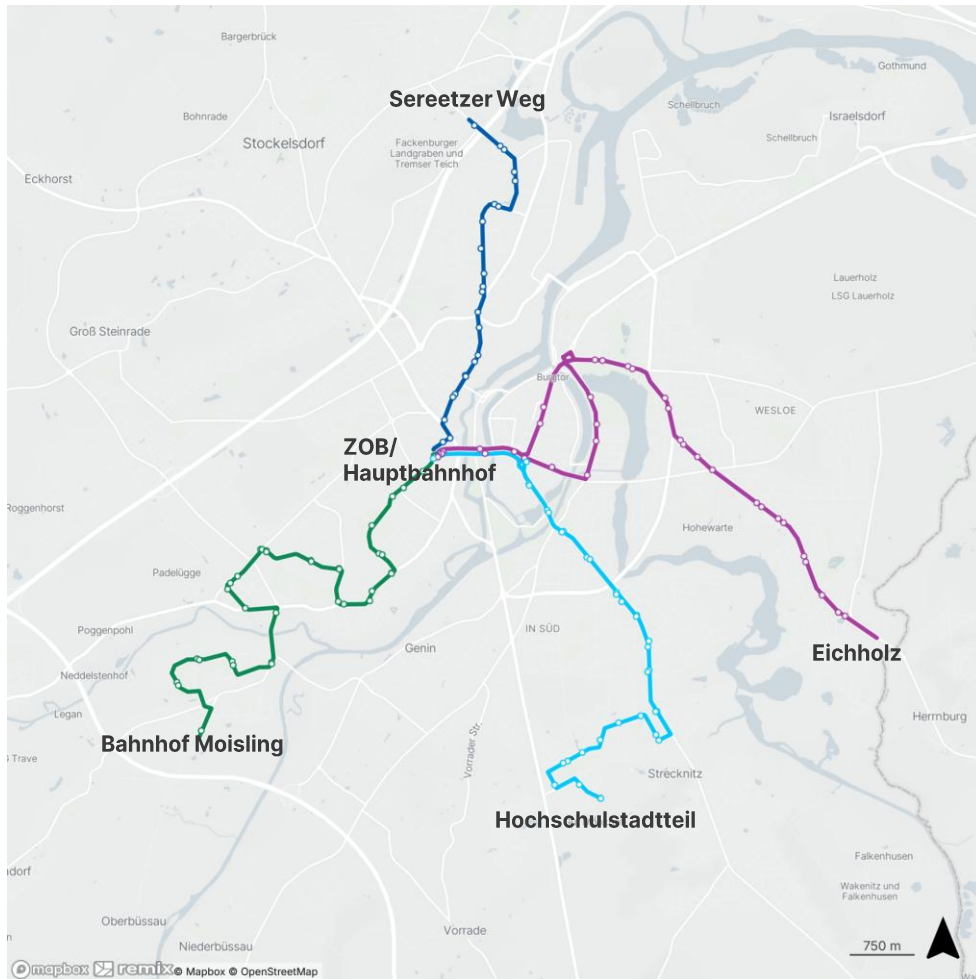 Bargerbrück
Gothmund
Sereetzer Weg
Schellbruch
Bohnrade
Israelsdorf
Stockelsdorf
Fackenburger
Landgraben und
Tremser Teich
Schellbruch
Eckhorst
Lauerholz
LSG Lauerholz
Groß Steinrade
Burgtor
WESLOE
ZOB/
Hauptbahnhof
Roggenhorst
Hohewarte
Padelügge
Poggenpohl
IN SÜD
Genin
Eichholz
Neddelstenhof
Legan
Herrnburg
Bahnhof Moisling
Trave
Vorrader Str.
Strecknitz
Hochschulstadtteil
Falkenhusen
dorf
Wakenitz und
Falkenhusen
Oberbüssau
Vorrade
Niederbüssau
750 m
mapbox remix © Mapbox © OpenStreetMap